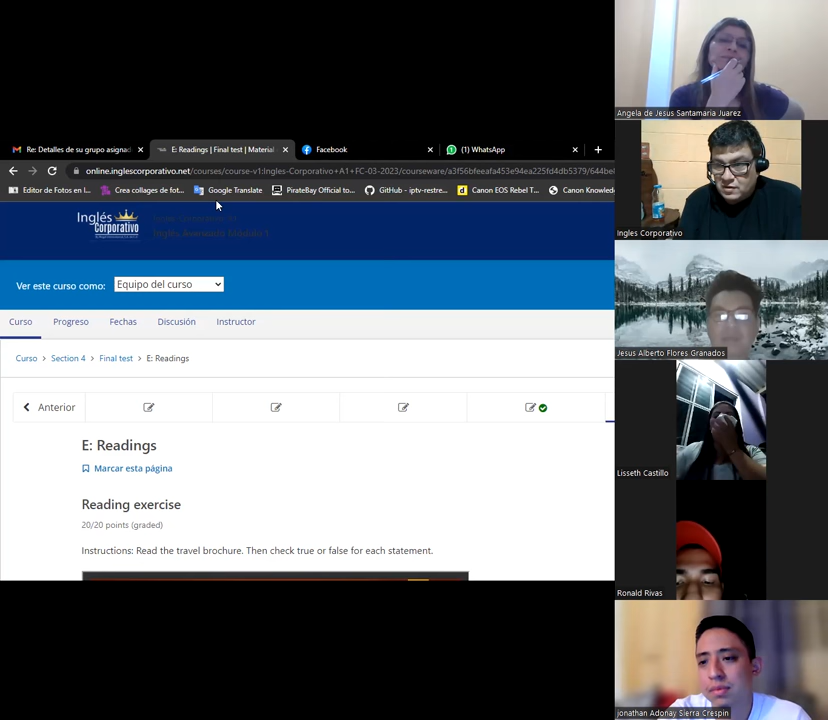 Re: Detalles de su grupo asignad
E: Readings | Final test | Material
Facebook
(1) WhatsApp
online.inglescorporativo.net/courses/course-v1:Ingles-Corporativo+A1+FC-03-2023/courseware/a3f56bfeeafa453e94ea225fd4db5379/644be
Editor de Fotos en l...
Crea collages de fot...
Google Translate
PirateBay Official to...
GitHub - iptv-restre...
Canon EOS Rebel T...
Canon Knowled
Inglés
Corporativo
Inglés Avanzado Módulo 1
Ver este curso como:
Equipo del curso
Curso
Progreso
Fechas
Discusión
Instructor
Curso > Section 4 > Final test > E: Readings
Anterior
E: Readings
Marcar esta página
Reading exercise
20/20 points (graded)
Instructions: Read the travel brochure. Then check true or false for each statement.
Angela de Jesus Santamaria Juarez
Ingles Corporativo
Jesus Alberto Flores Granados
Lisseth Castillo
Ronald Rivas
jonathan Adonay Sierra Crespin